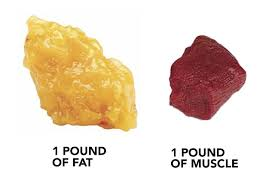 1 POUND
OF FAT
1 POUND
OF MUSCLE